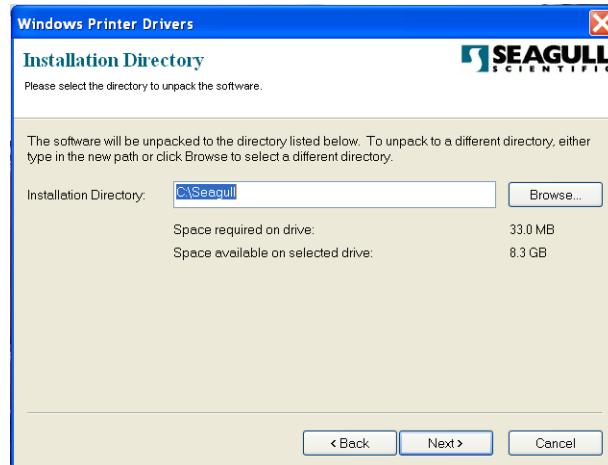 Windows Printer Drivers
Installation Directory
SEAGULL
SCIENTIFIC
Please select the directory to unpack the software.
The software will be unpacked to the directory listed below. To unpack to a different directory, either
type in the new path or click Browse to select a different directory.
Installation Directory: C:\Seagull Browse...
Space required on drive: 33.0 MB
Space available on selected drive: 8.3 GB
< Back Next > Cancel